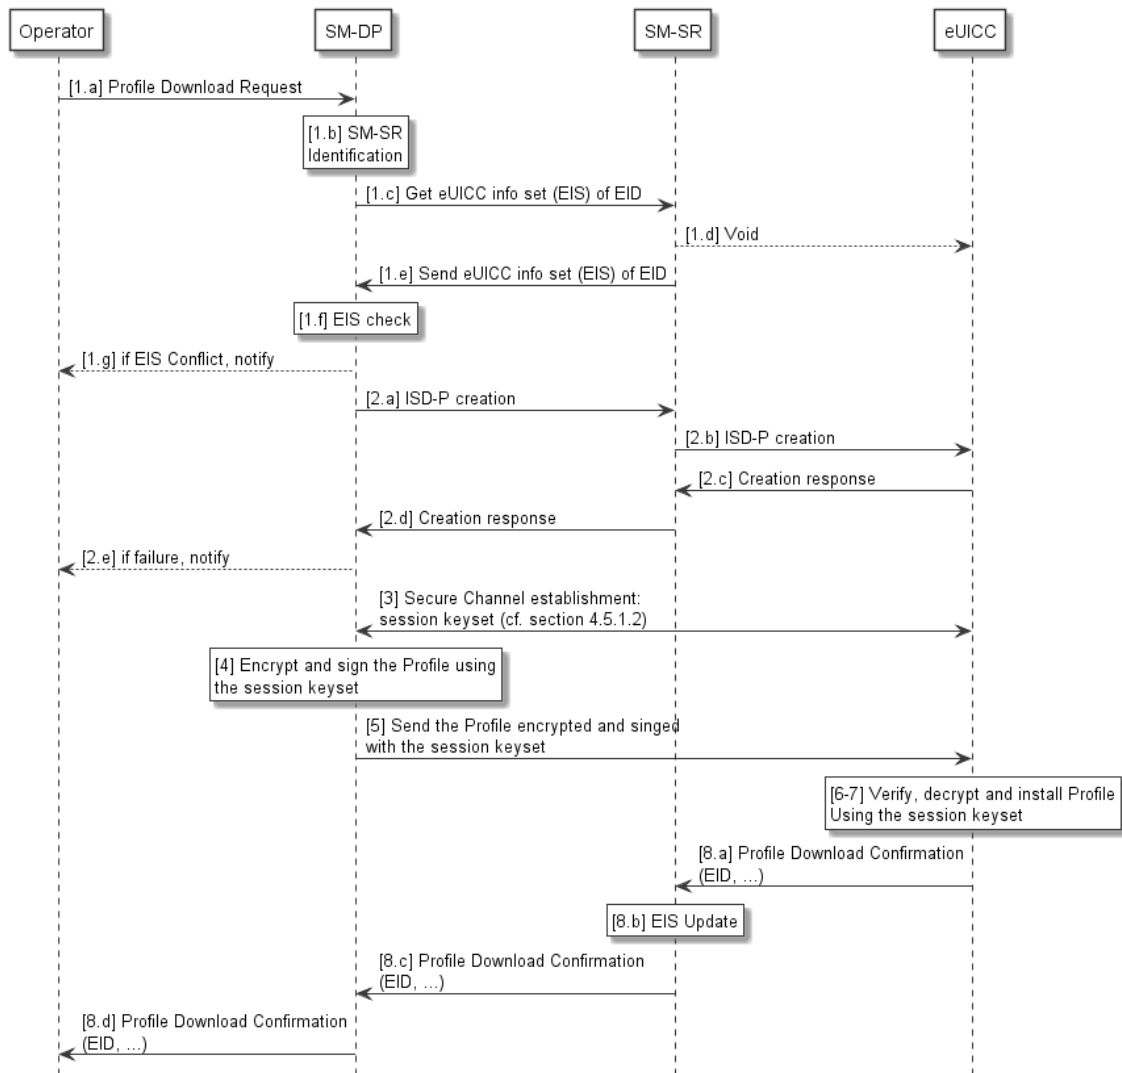 Operator
SM-DP
SM-SR
eUICC
[1.a] Profile Download Request
[1.b] SM-SR
Identification
[1.c] Get eUICC info set (EIS) of EID
[1.d] Void
[1.e] Send eUICC info set (EIS) of EID
[1.f] EIS check
[1.g] if EIS Conflict, notify
[2.a] ISD-P creation
[2.b] ISD-P creation
[2.c] Creation response
[2.d] Creation response
[2.e] if failure, notify
[3] Secure Channel establishment:
session keyset (cf. section 4.5.1.2)
[4] Encrypt and sign the Profile using
the session keyset
[5] Send the Profile encrypted and singed
with the session keyset
[6-7] Verify, decrypt and install Profile
Using the session keyset
[8.a] Profile Download Confirmation
(EID, ...)
[8.b] EIS Update
[8.c] Profile Download Confirmation
(EID, ...)
[8.d] Profile Download Confirmation
(EID, ...)